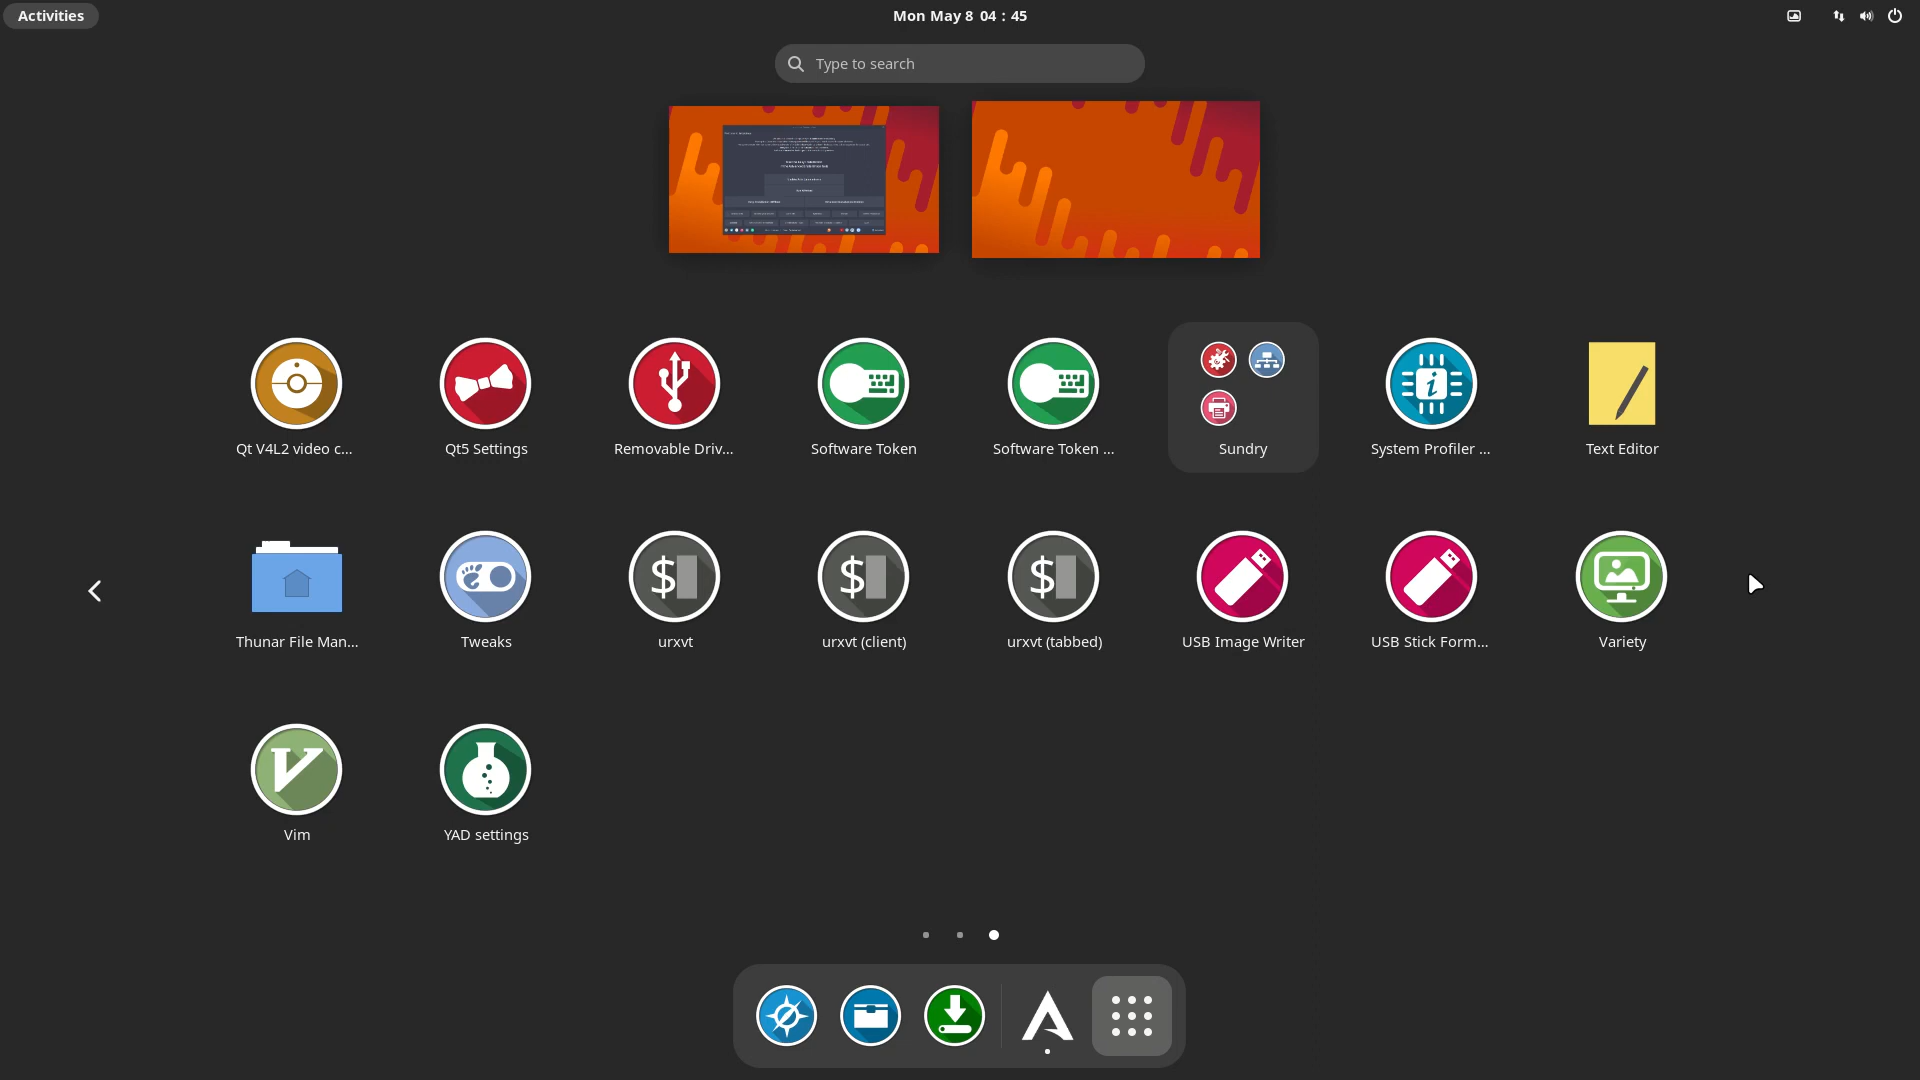 Activities
Mon May 8 04 : 45
Type to search
Qt V4L2 video c...
Qt5 Settings
Removable Driv...
Software Token
Software Token ...
Sundry
System Profiler ...
Text Editor
Thunar File Man...
Tweaks
urxvt
urxvt (client)
urxvt (tabbed)
USB Image Writer
USB Stick Form...
Variety
Vim
YAD settings